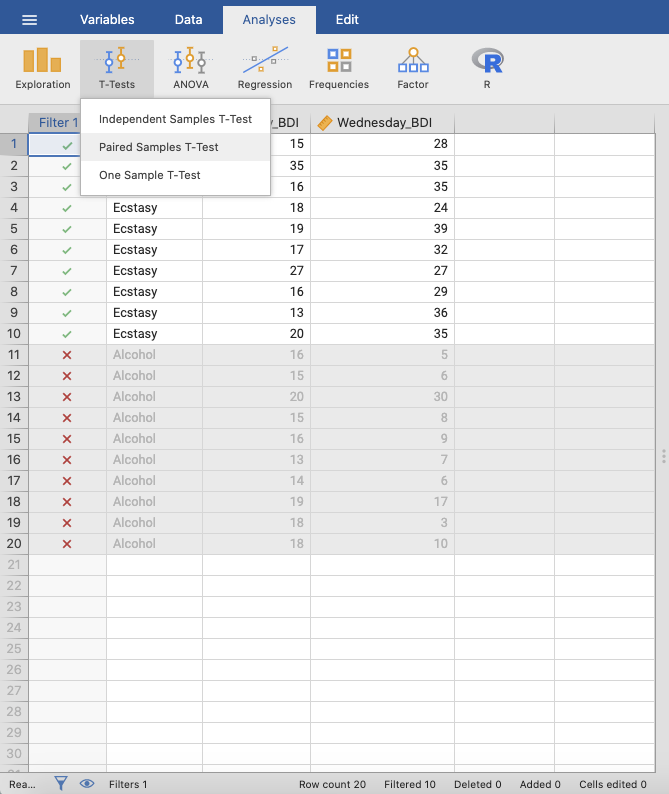 Variables Data Analyses Edit
Exploration T-Tests ANOVA Regression Frequencies Factor R
Independent Samples T-Test
Paired Samples T-Test
One Sample T-Test
Filter 1 _BDI Wednesday_BDI
1 15 28
2 35 35
3 16 35
4 Ecstasy 18 24
5 Ecstasy 19 39
6 Ecstasy 17 32
7 Ecstasy 27 27
8 Ecstasy 16 29
9 Ecstasy 13 36
10 Ecstasy 20 35
11 Alcohol 16 5
12 Alcohol 15 6
13 Alcohol 20 30
14 Alcohol 15 8
15 Alcohol 16 9
16 Alcohol 13 7
17 Alcohol 14 6
18 Alcohol 19 17
19 Alcohol 18 3
20 Alcohol 18 10
21
22
23
24
25
26
27
28
29
30
Rea... Filters 1 Row count 20 Filtered 10 Deleted 0 Added 0 Cells edited 0